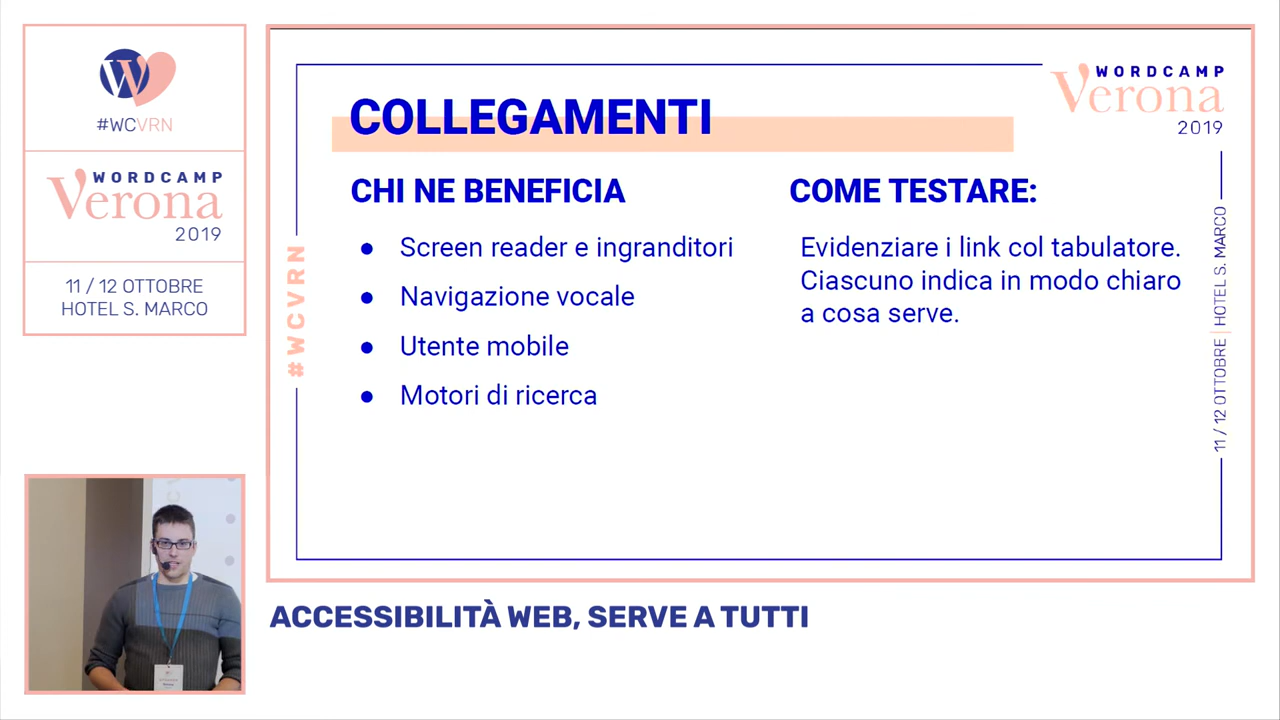 #WCVRN
WORDCAMP
Verona
2019
11 / 12 OTTOBRE
HOTEL S. MARCO
WORDCAMP
Verona
2019
COLLEGAMENTI
CHI NE BENEFICIA
● Screen reader e ingranditori
● Navigazione vocale
● Utente mobile
● Motori di ricerca
COME TESTARE:
Evidenziare i link col tabulatore.
Ciascuno indica in modo chiaro
a cosa serve.
#WCVRN
11 / 12 OTTOBRE | HOTEL S. MARCO
ACCESSIBILITÀ WEB, SERVE A TUTTI